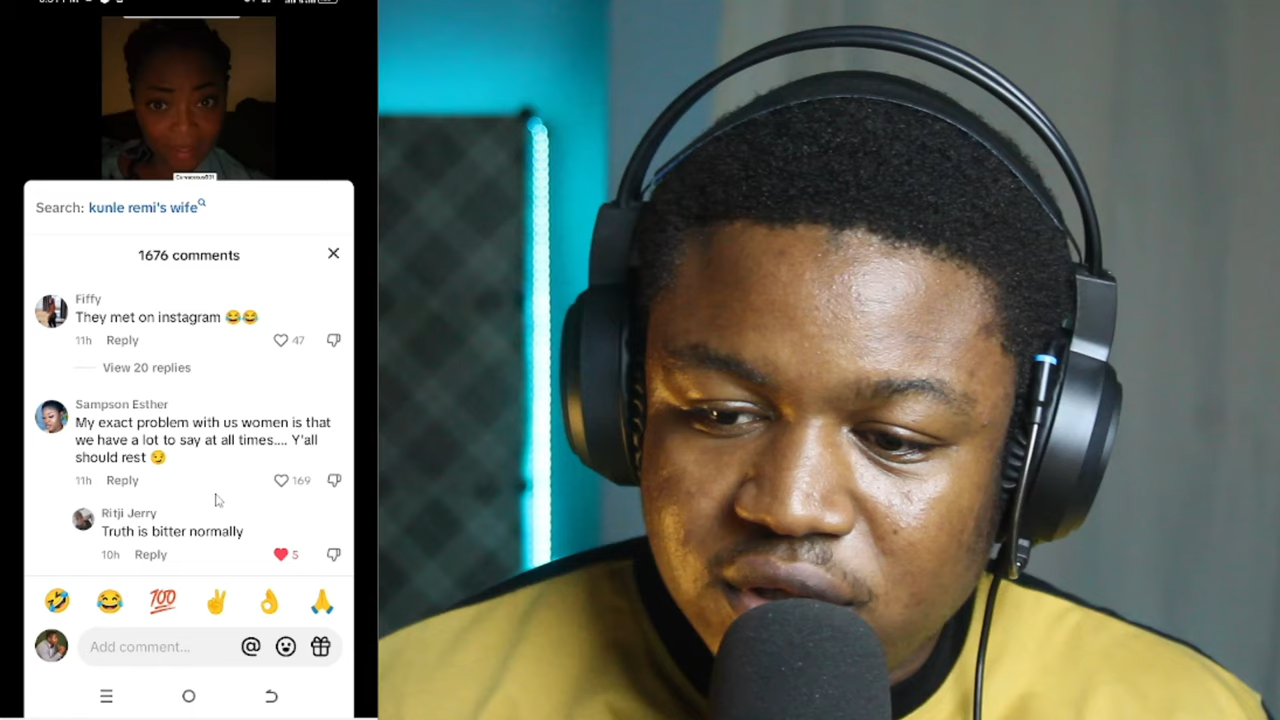 Search: kunle remi's wife
1676 comments
Fiffy
They met on instagram 😂😂
11h Reply 47
View 20 replies
Sampson Esther
My exact problem with us women is that
we have a lot to say at all times.... Y'all
should rest 😏
11h Reply 169
Ritji Jerry
Truth is bitter normally
10h Reply 5
🤣 😂 💯 ✌️ 👌 🙏
Add comment... @